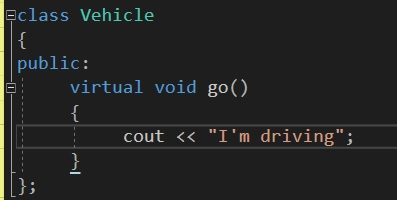 class Vehicle
{
public:
virtual void go()
{
cout << "I'm driving";
}
};